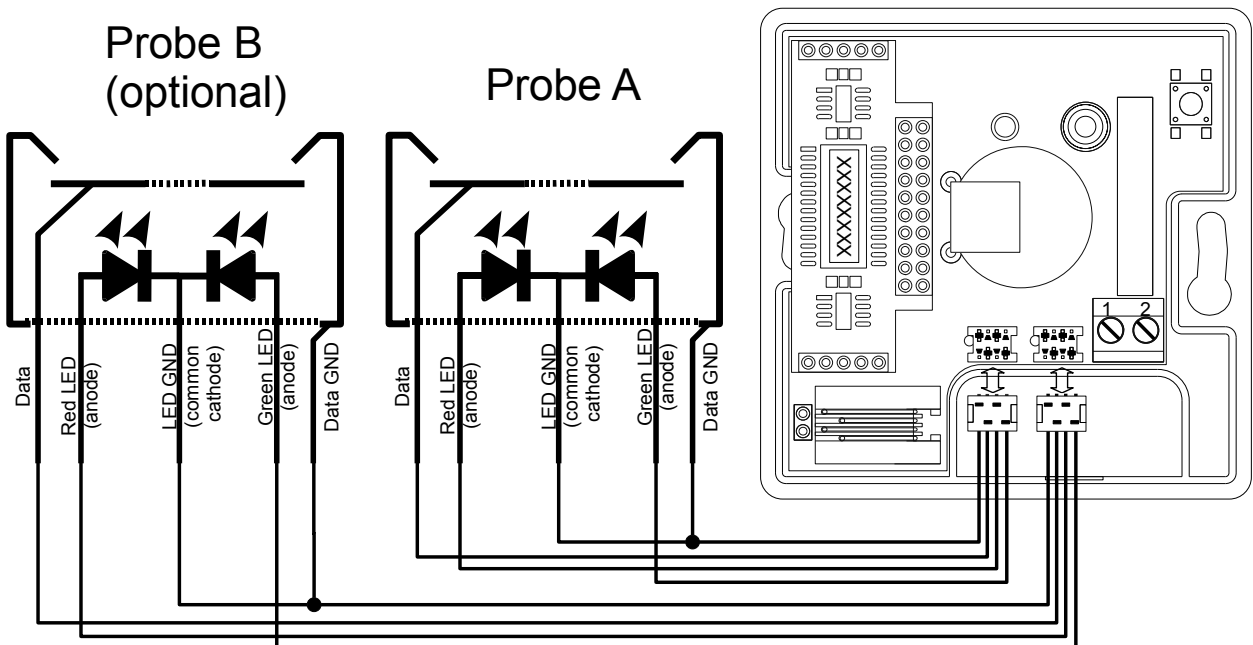 Probe B
(optional)
Probe A
XXXXXXXX
1 2
Data
Red LED
(anode)
LED GND
(common
cathode)
Green LED
(anode)
Data GND
Data
Red LED
(anode)
LED GND
(common
cathode)
Green LED
(anode)
Data GND